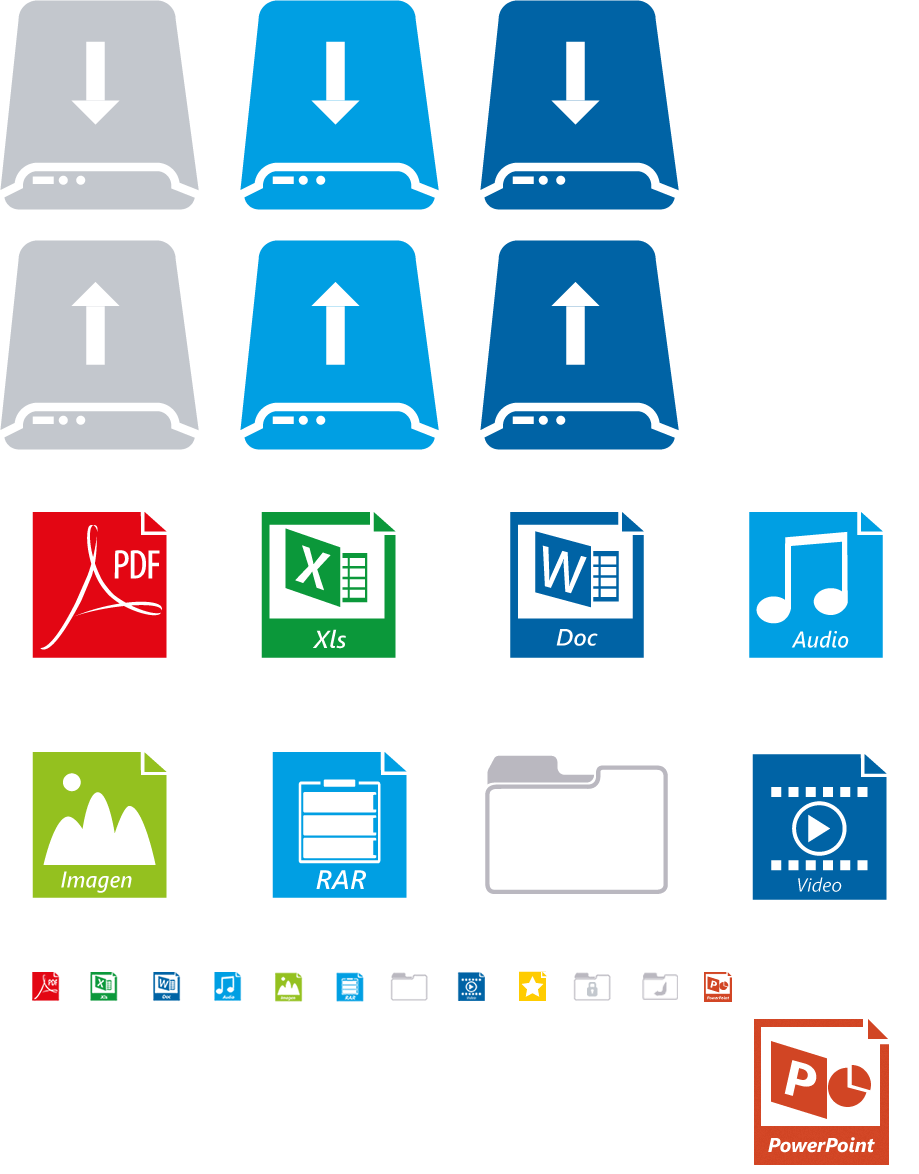 PDF
X
Xls
W
Doc
Audio
Imagen
RAR
Video
PDF
X
Xls
W
Doc
Audio
Imagen
RAR
Video
P
PowerPoint
P
PowerPoint